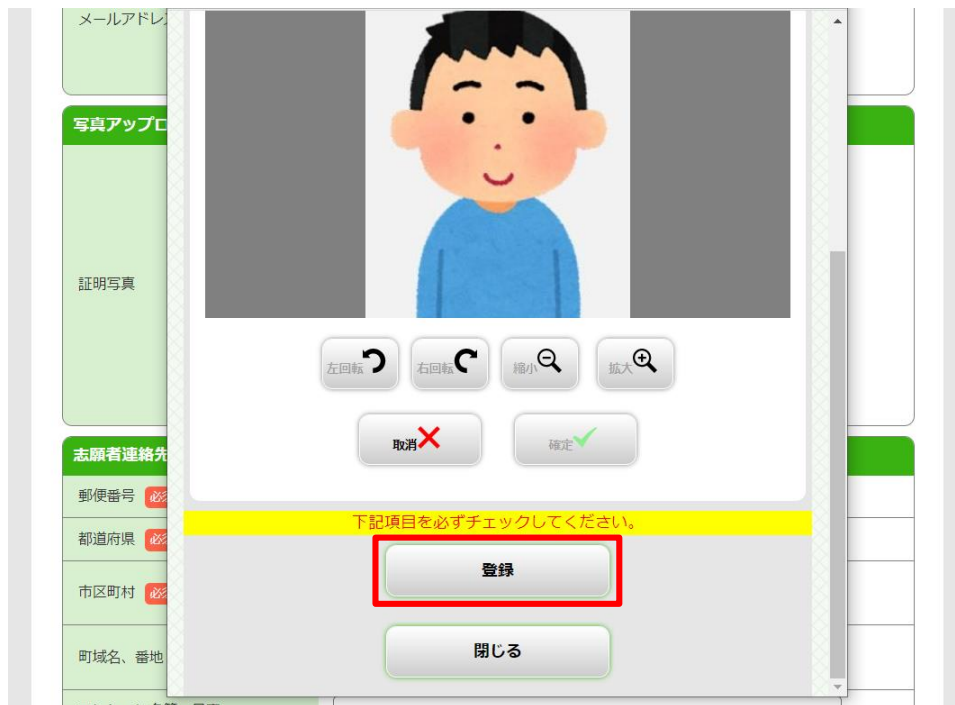 メールアドレ
写真アップロ
証明写真
左回転
右回転
縮小
拡大
取消
確定
志願者連絡先
郵便番号 必
都道府県 必
市区町村 必
町域名、番地
下記項目を必ずチェックしてください。
登録
閉じる